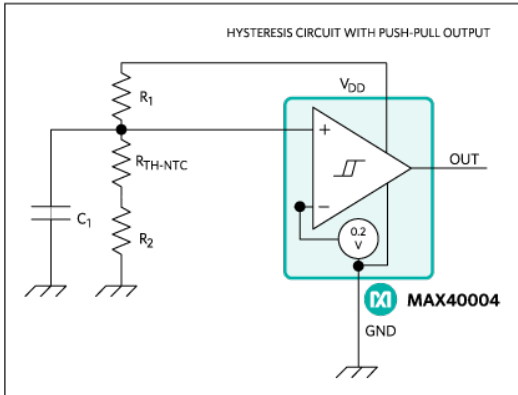 HYSTERESIS CIRCUIT WITH PUSH-PULL OUTPUT
VDD
R1
+
RTH-NTC
OUT
−
C1
R2
0.2
V
MAX40004
GND